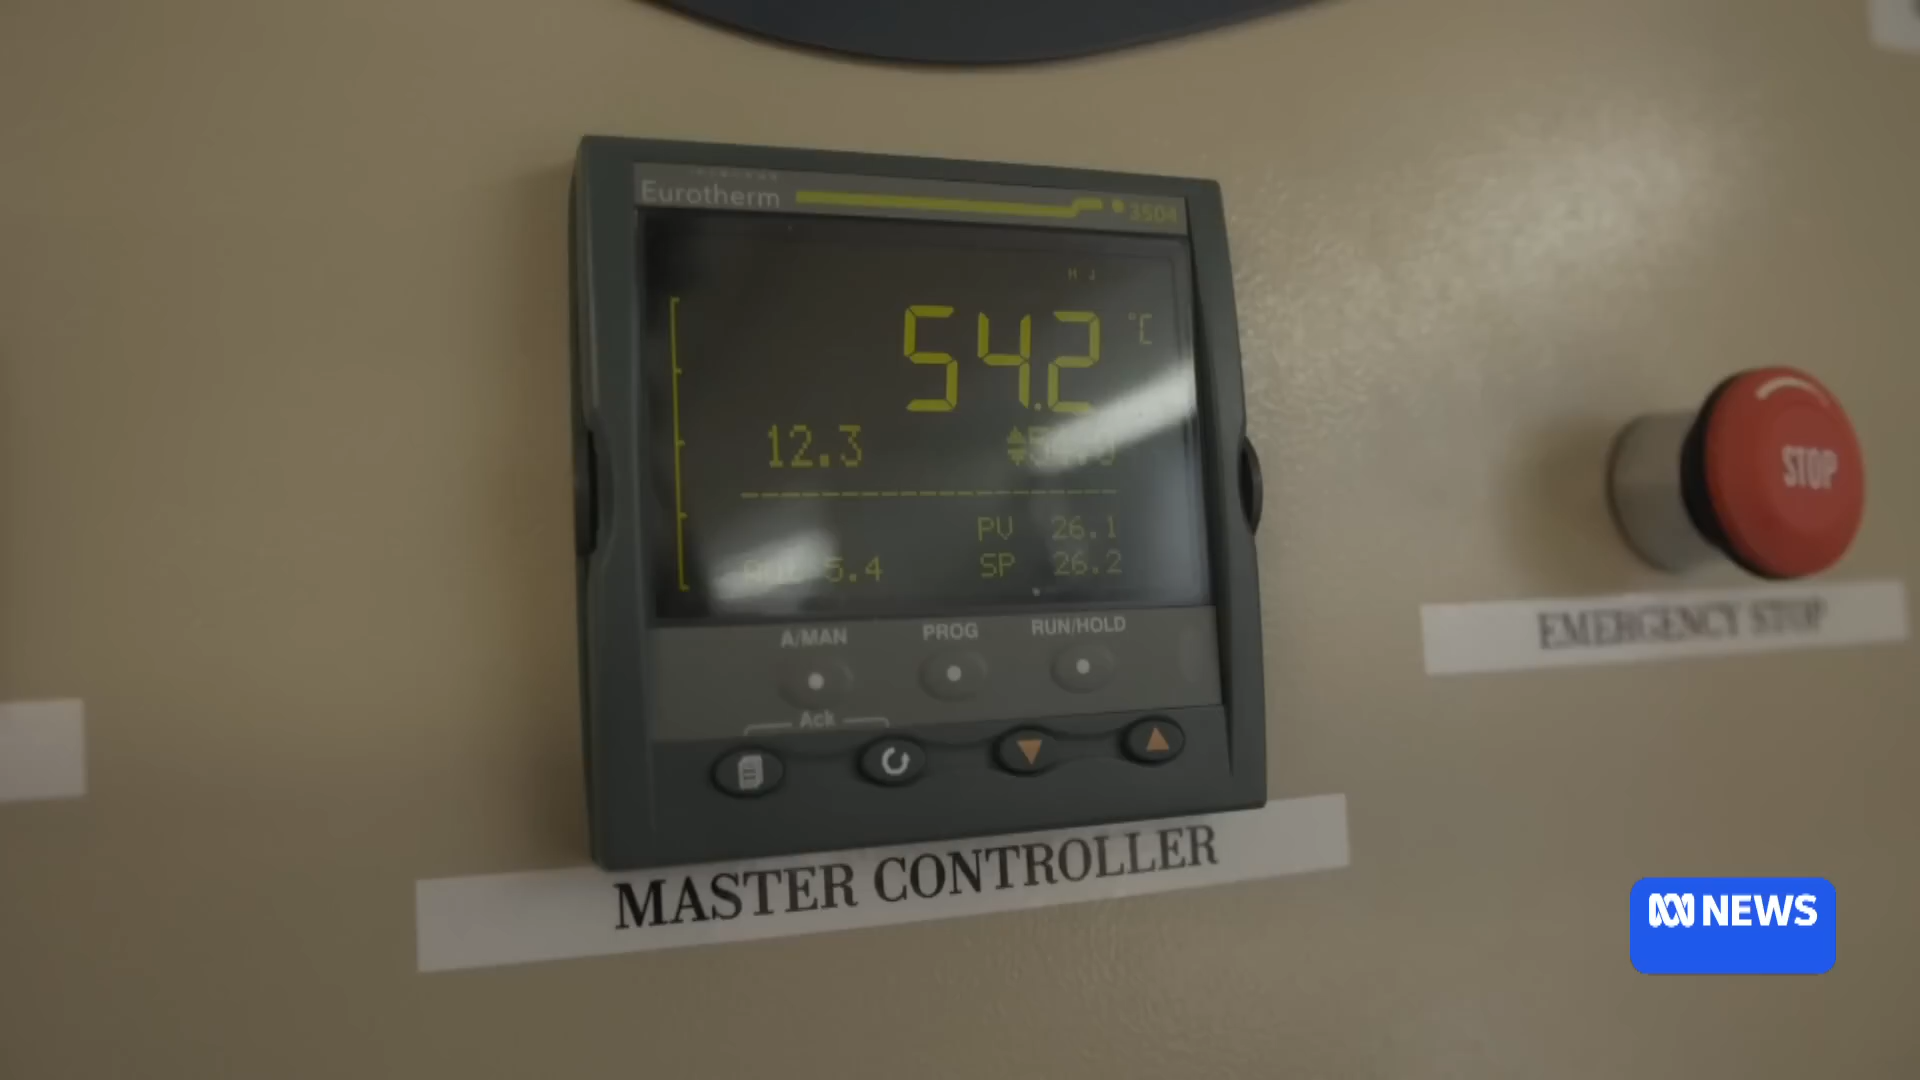 Eurotherm 3504
H J
54.2 °C
12.3
PV 26.1
5.4 SP 26.2
A/MAN PROG RUN/HOLD
Ack
MASTER CONTROLLER
STOP
EMERGENCY STOP
NEWS